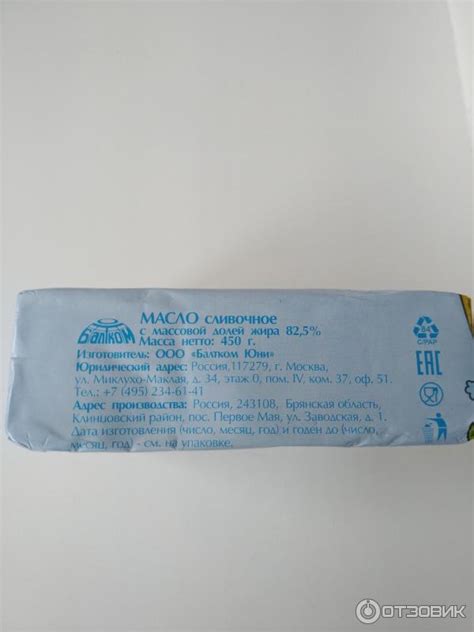 Балтком
МАСЛО СЛИВОЧНОЕ
с массовой долей жира 82,5%
Масса нетто: 450 г.
Изготовитель: ООО «Балтком Юни»
Юридический адрес: Россия,117279, г. Москва,
ул. Миклухо-Маклая, д. 34, этаж 0, пом. IV, ком. 37, оф. 51.
Тел.: +7 (495) 234-61-41
Адрес производства: Россия, 243108, Брянская область,
Клинцовский район, пос. Первое Мая, ул. Заводская, д. 1.
Дата изготовления (число, месяц, год) и годен до (число,
месяц, год) - см. на упаковке.
84
C/PAP
ЕАС
ОТЗОВИК